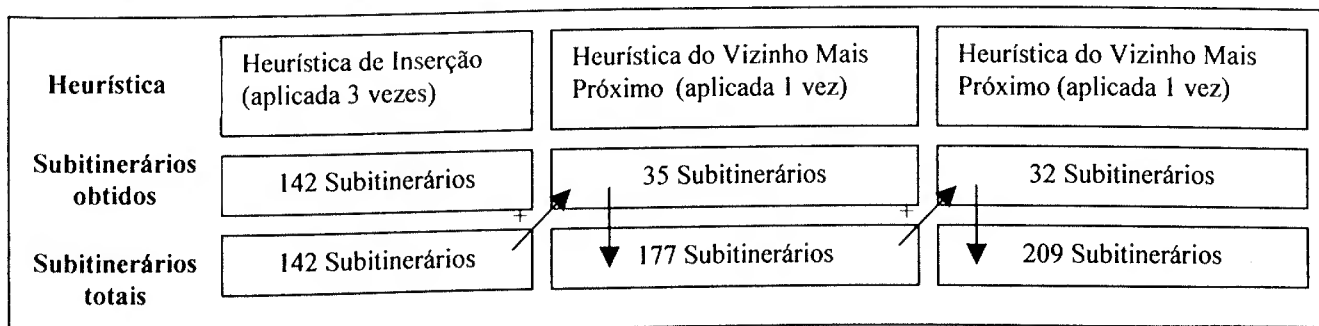 Heurística
Heurística de Inserção
(aplicada 3 vezes)
Heurística do Vizinho Mais
Próximo (aplicada 1 vez)
Heurística do Vizinho Mais
Próximo (aplicada 1 vez)
Subitinerários
obtidos
142 Subitinerários
35 Subitinerários
32 Subitinerários
+
+
Subitinerários
totais
142 Subitinerários
177 Subitinerários
209 Subitinerários